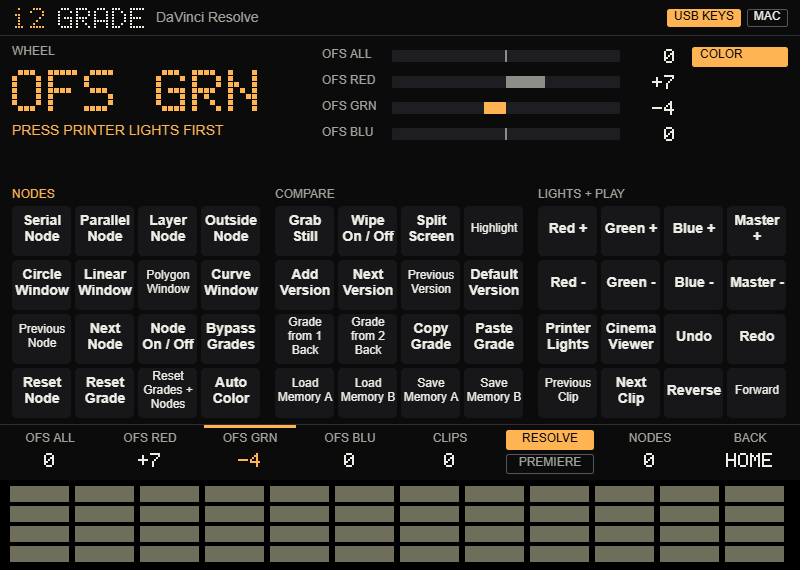 i2 GRADE DaVinci Resolve USB KEYS MAC
WHEEL
OFS GRN
PRESS PRINTER LIGHTS FIRST
OFS ALL 0 COLOR
OFS RED +7
OFS GRN -4
OFS BLU 0
NODES
Serial Node
Parallel Node
Layer Node
Outside Node
Circle Window
Linear Window
Polygon Window
Curve Window
Previous Node
Next Node
Node On / Off
Bypass Grades
Reset Node
Reset Grade
Reset Grades + Nodes
Auto Color
COMPARE
Grab Still
Wipe On / Off
Split Screen
Highlight
Add Version
Next Version
Previous Version
Default Version
Grade from 1 Back
Grade from 2 Back
Copy Grade
Paste Grade
Load Memory A
Load Memory B
Save Memory A
Save Memory B
LIGHTS + PLAY
Red +
Green +
Blue +
Master +
Red -
Green -
Blue -
Master -
Printer Lights
Cinema Viewer
Undo
Redo
Previous Clip
Next Clip
Reverse
Forward
OFS ALL OFS RED OFS GRN OFS BLU CLIPS RESOLVE NODES BACK
0 +7 -4 0 0 PREMIERE 0 HOME